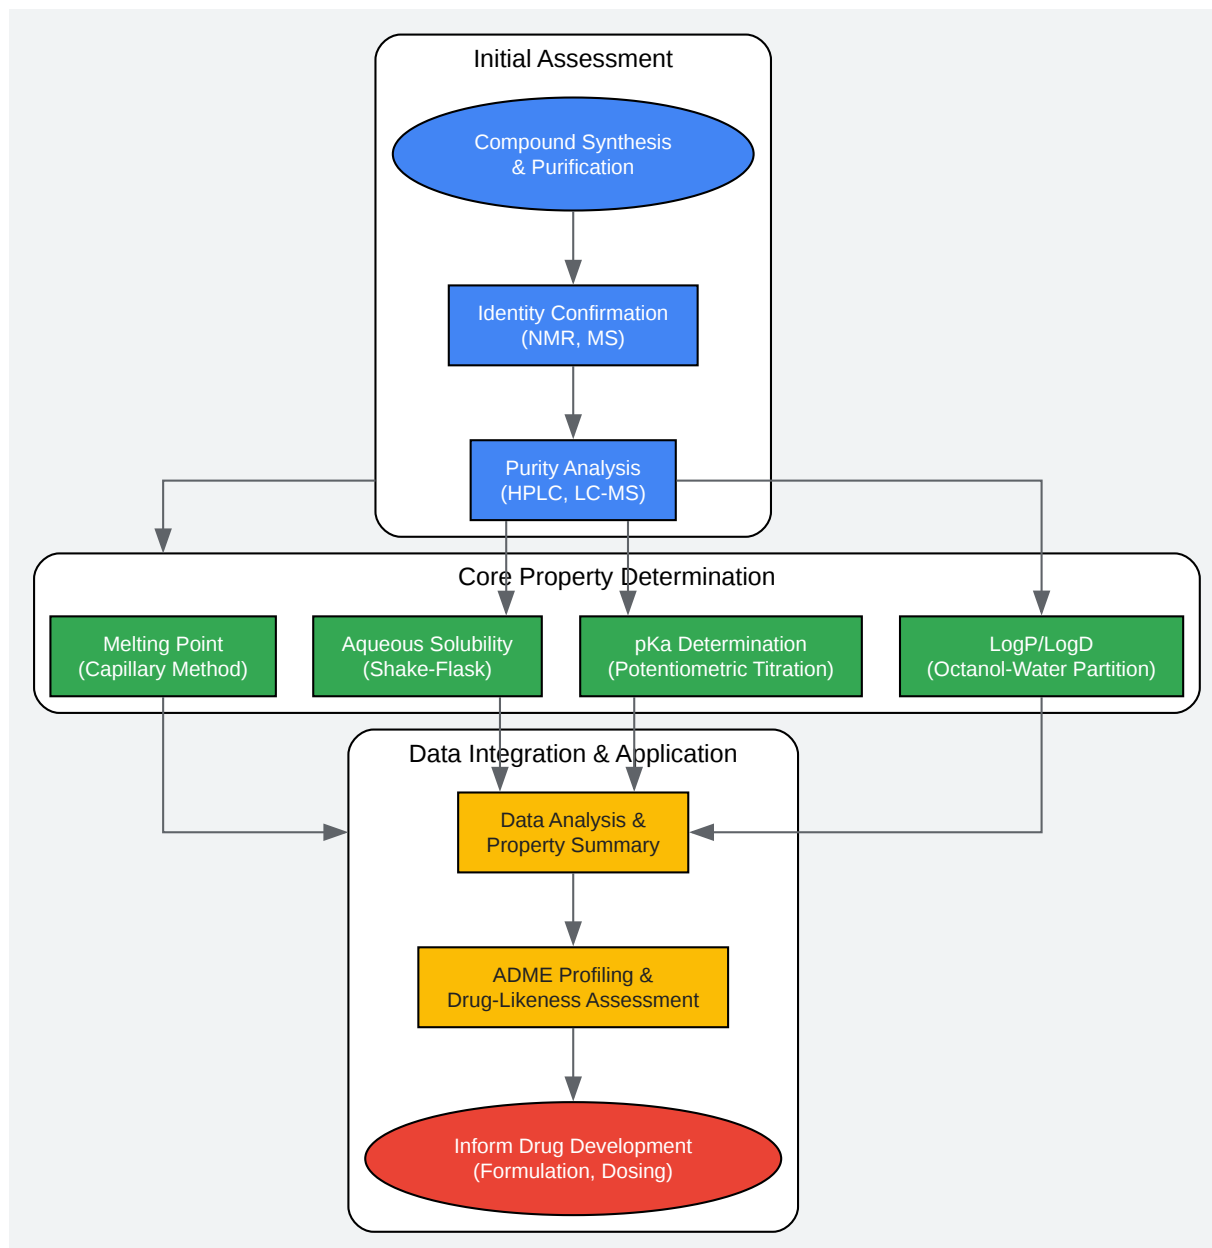 Initial Assessment
Compound Synthesis
& Purification
Identity Confirmation
(NMR, MS)
Purity Analysis
(HPLC, LC-MS)
Core Property Determination
Melting Point
(Capillary Method)
Aqueous Solubility
(Shake-Flask)
pKa Determination
(Potentiometric Titration)
LogP/LogD
(Octanol-Water Partition)
Data Integration & Application
Data Analysis &
Property Summary
ADME Profiling &
Drug-Likeness Assessment
Inform Drug Development
(Formulation, Dosing)